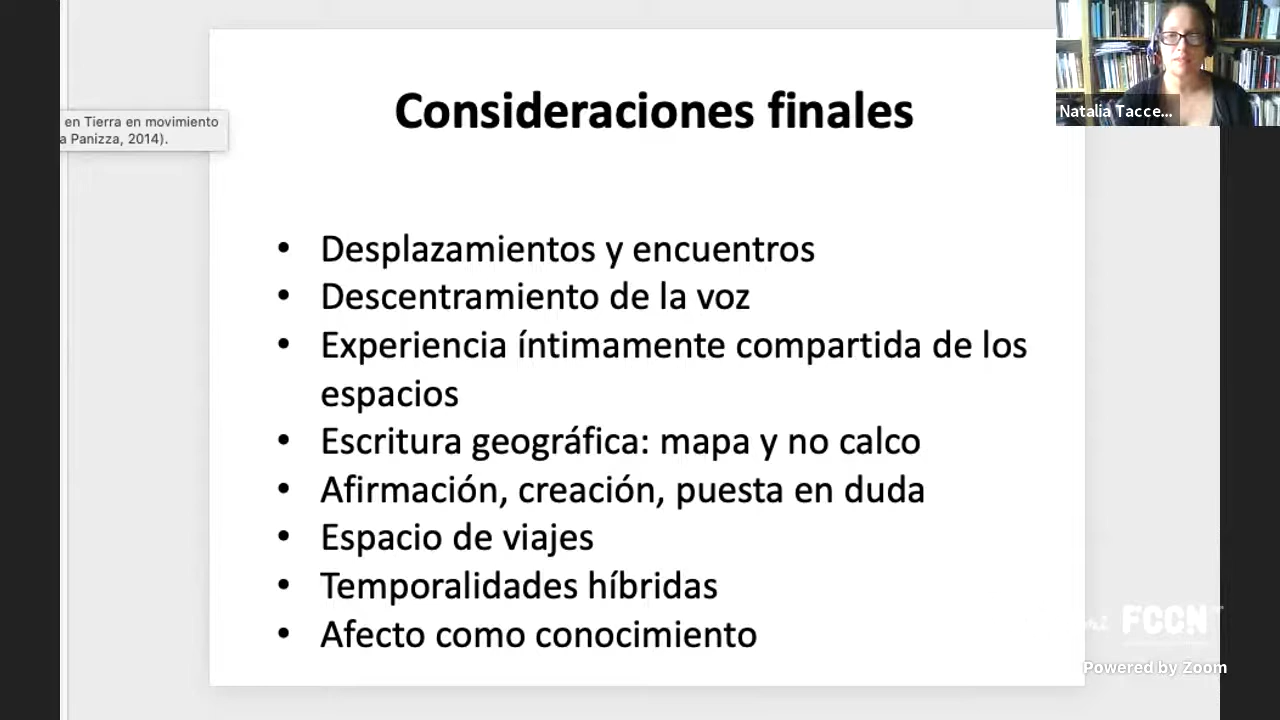 Consideraciones finales
Natalia Tacce...
en Tierra en movimiento
a Panizza, 2014).
• Desplazamientos y encuentros
• Descentramiento de la voz
• Experiencia íntimamente compartida de los
espacios
• Escritura geográfica: mapa y no calco
• Afirmación, creación, puesta en duda
• Espacio de viajes
• Temporalidades híbridas
• Afecto como conocimiento
FCCN
Powered by Zoom